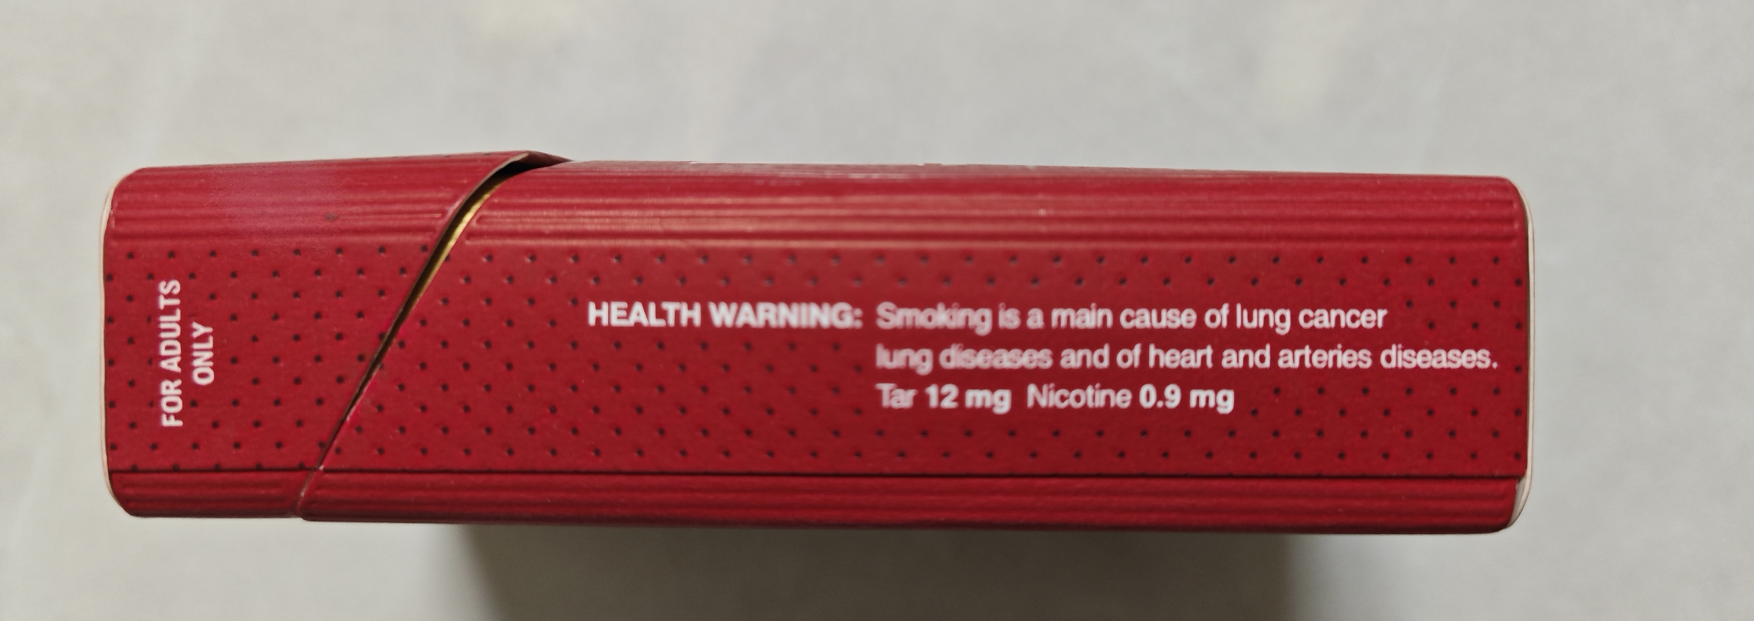 FOR ADULTS
ONLY
HEALTH WARNING: Smoking is a main cause of lung cancer
lung diseases and of heart and arteries diseases.
Tar 12 mg Nicotine 0.9 mg